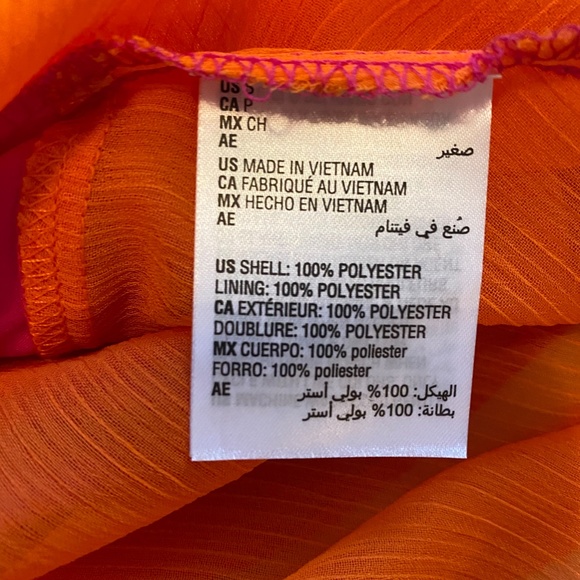 US S
CA P
MX CH
AE صغير
US MADE IN VIETNAM
CA FABRIQUÉ AU VIETNAM
MX HECHO EN VIETNAM
AE صُنع في فيتنام
US SHELL: 100% POLYESTER
LINING: 100% POLYESTER
CA EXTÉRIEUR: 100% POLYESTER
DOUBLURE: 100% POLYESTER
MX CUERPO: 100% poliester
FORRO: 100% poliester
AE الهيكل: 100% بولي أستر
بطانة: 100% بولي أستر